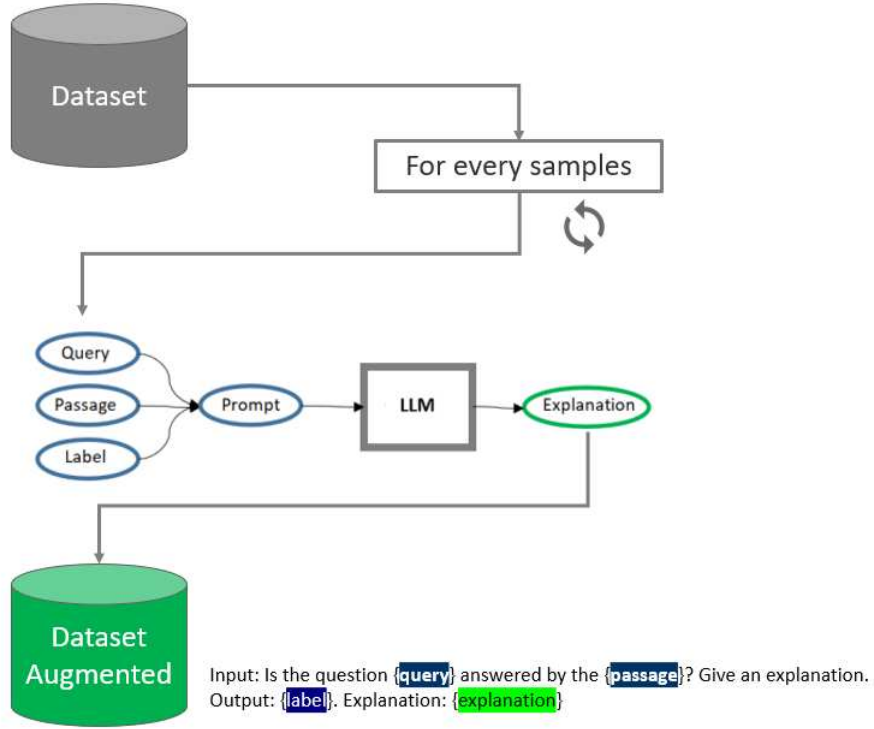 Dataset
For every samples
Query
Passage
Label
Prompt
LLM
Explanation
Dataset
Augmented
Input: Is the question {query} answered by the {passage}? Give an explanation.
Output: {label}. Explanation: {explanation}